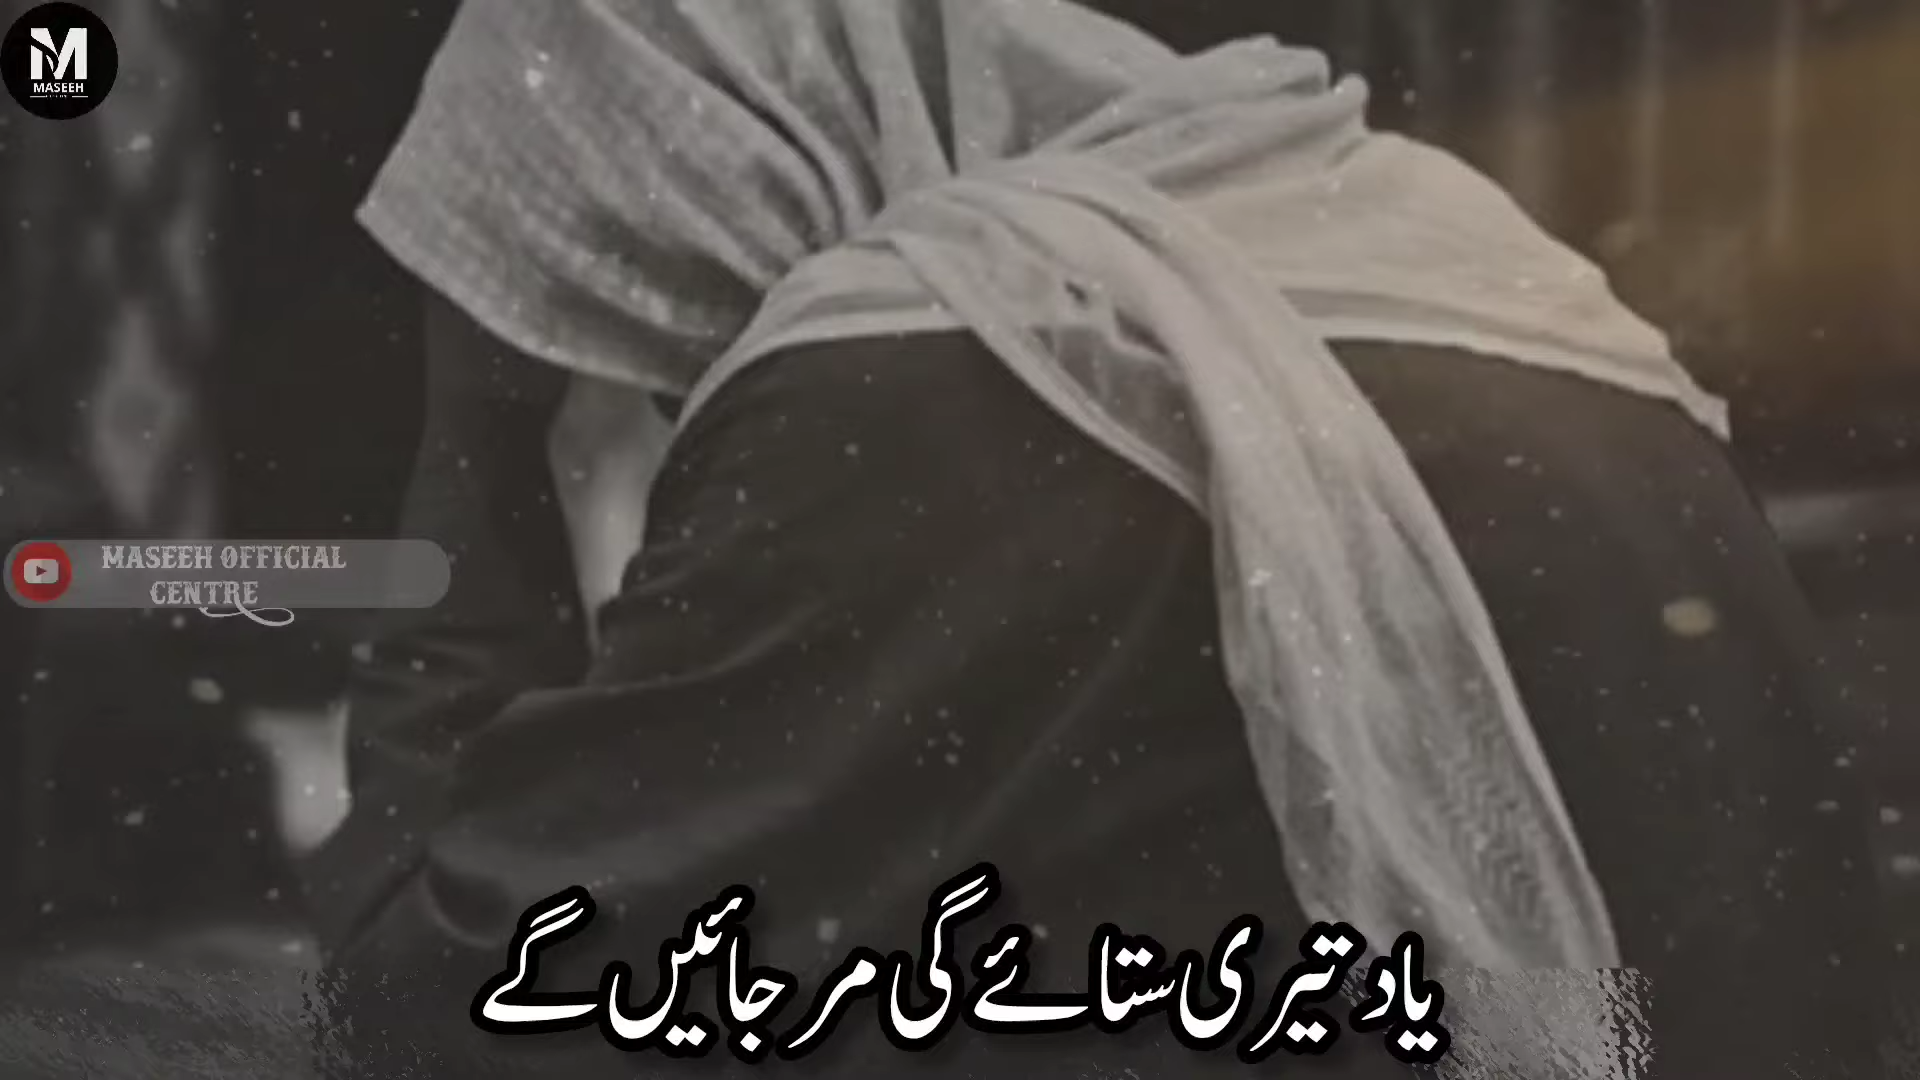 M
MASEEH
MASEEH OFFICIAL
CENTRE
یاد تیری ستائے گی مر جائیں گے